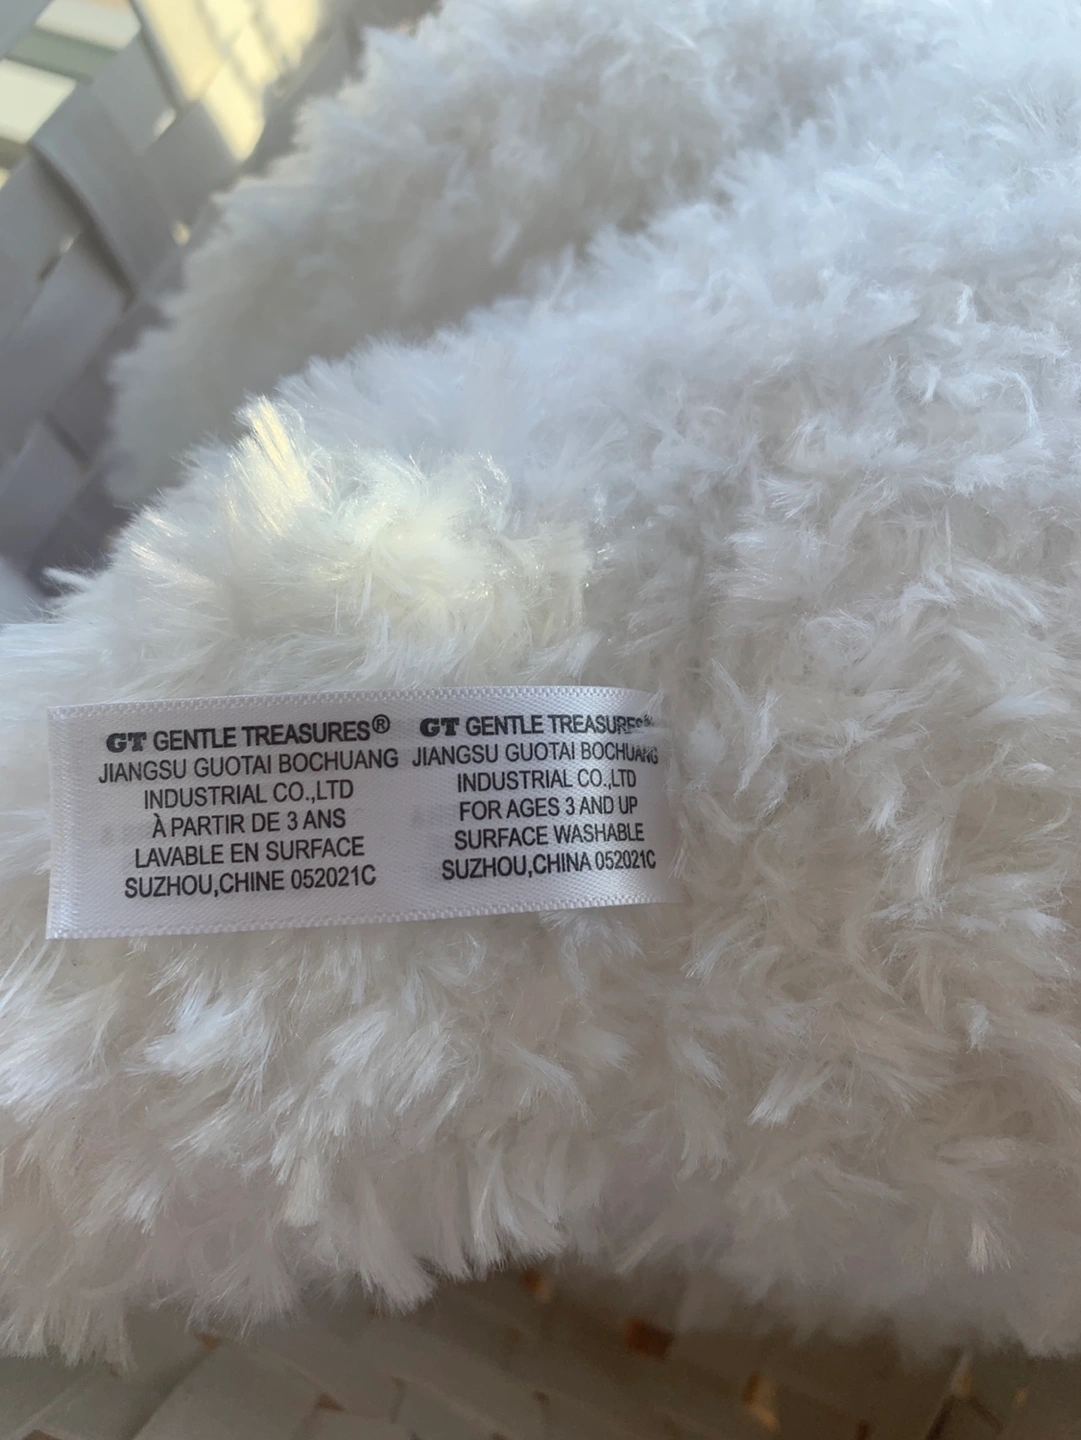 GT GENTLE TREASURES®
JIANGSU GUOTAI BOCHUANG
INDUSTRIAL CO.,LTD
À PARTIR DE 3 ANS
LAVABLE EN SURFACE
SUZHOU,CHINE 052021C
GT GENTLE TREASURES®
JIANGSU GUOTAI BOCHUANG
INDUSTRIAL CO.,LTD
FOR AGES 3 AND UP
SURFACE WASHABLE
SUZHOU,CHINA 052021C